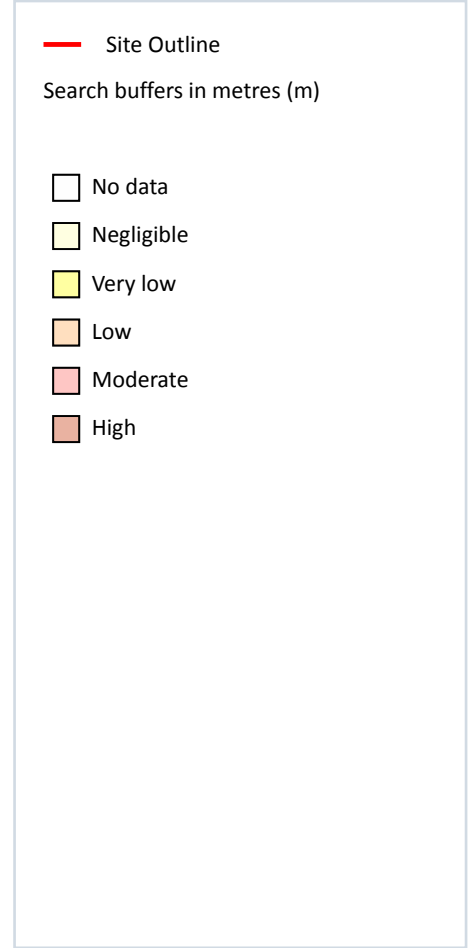 Site Outline
Search buffers in metres (m)
No data
Negligible
Very low
Low
Moderate
High